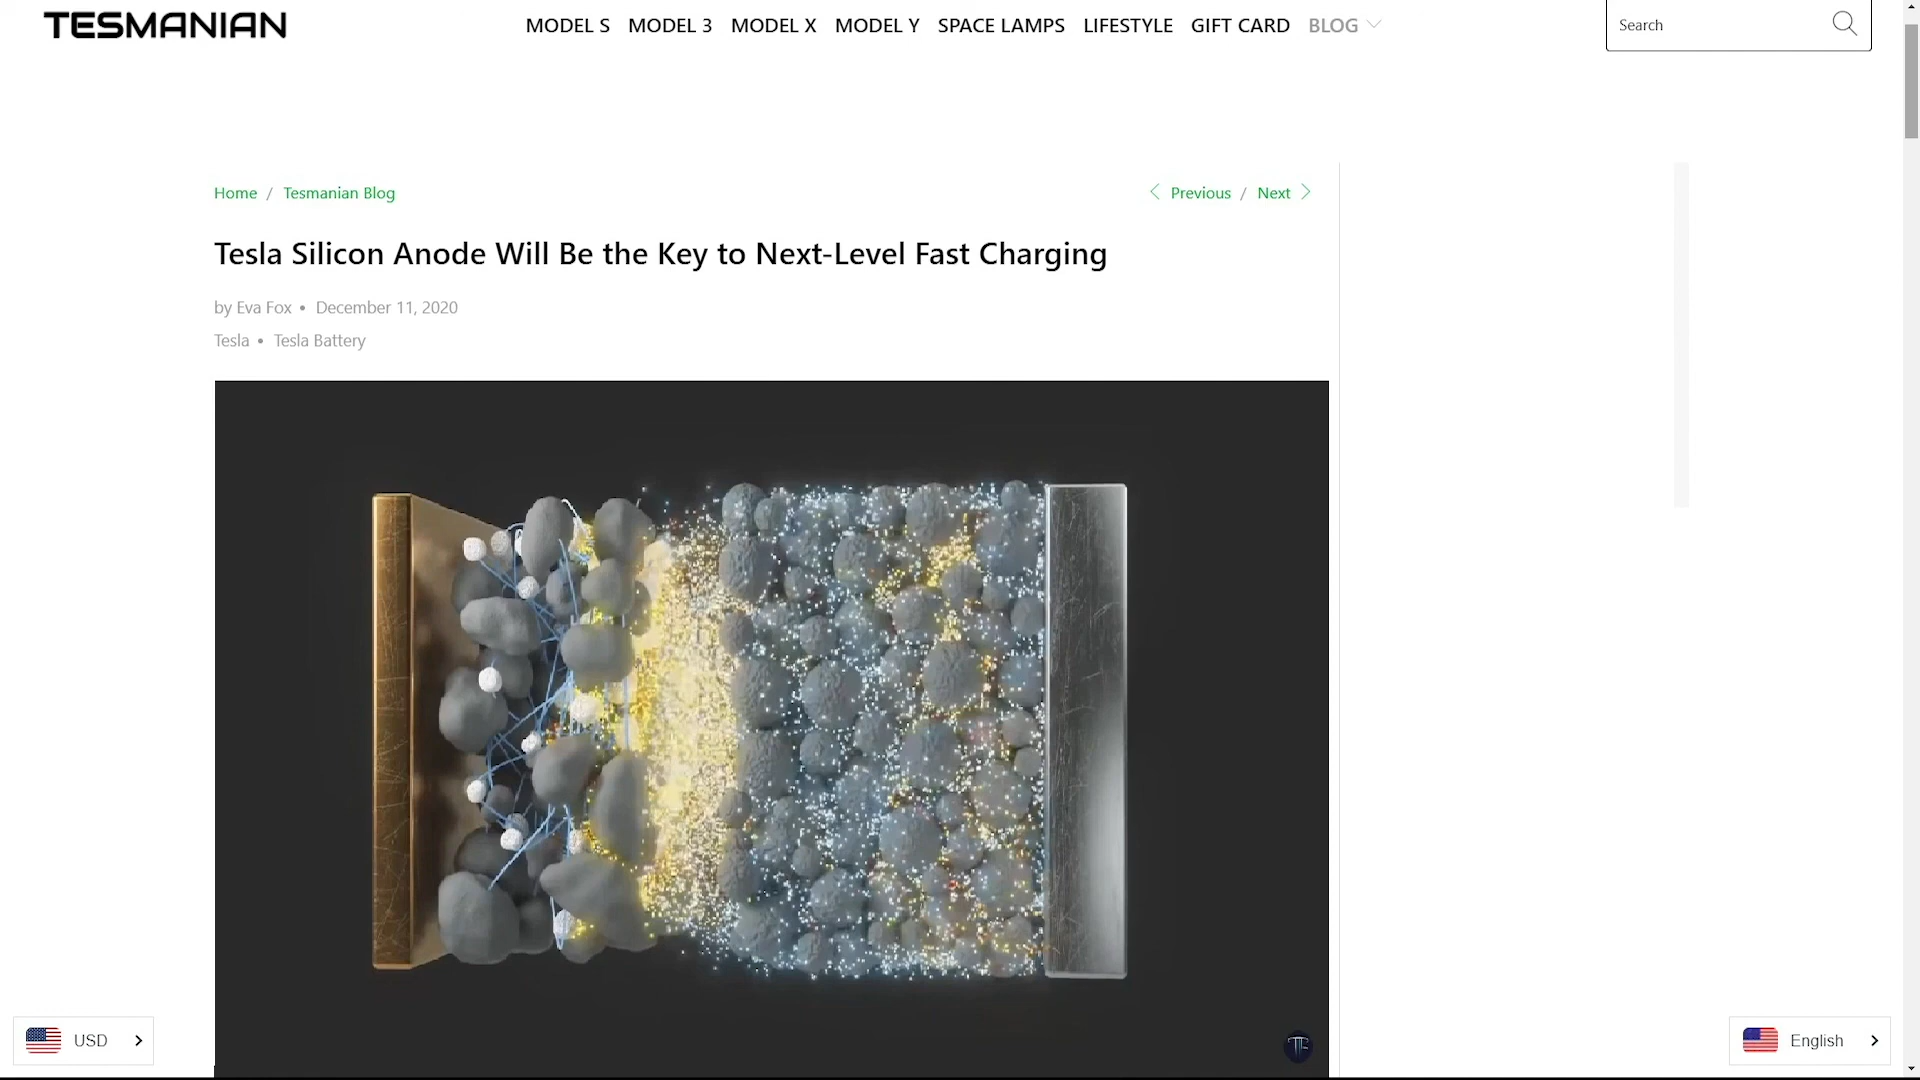 TESMANIAN
MODEL S MODEL 3 MODEL X MODEL Y SPACE LAMPS LIFESTYLE GIFT CARD BLOG
Search
Home / Tesmanian Blog
Previous / Next
Tesla Silicon Anode Will Be the Key to Next-Level Fast Charging
by Eva Fox • December 11, 2020
Tesla • Tesla Battery
USD
English